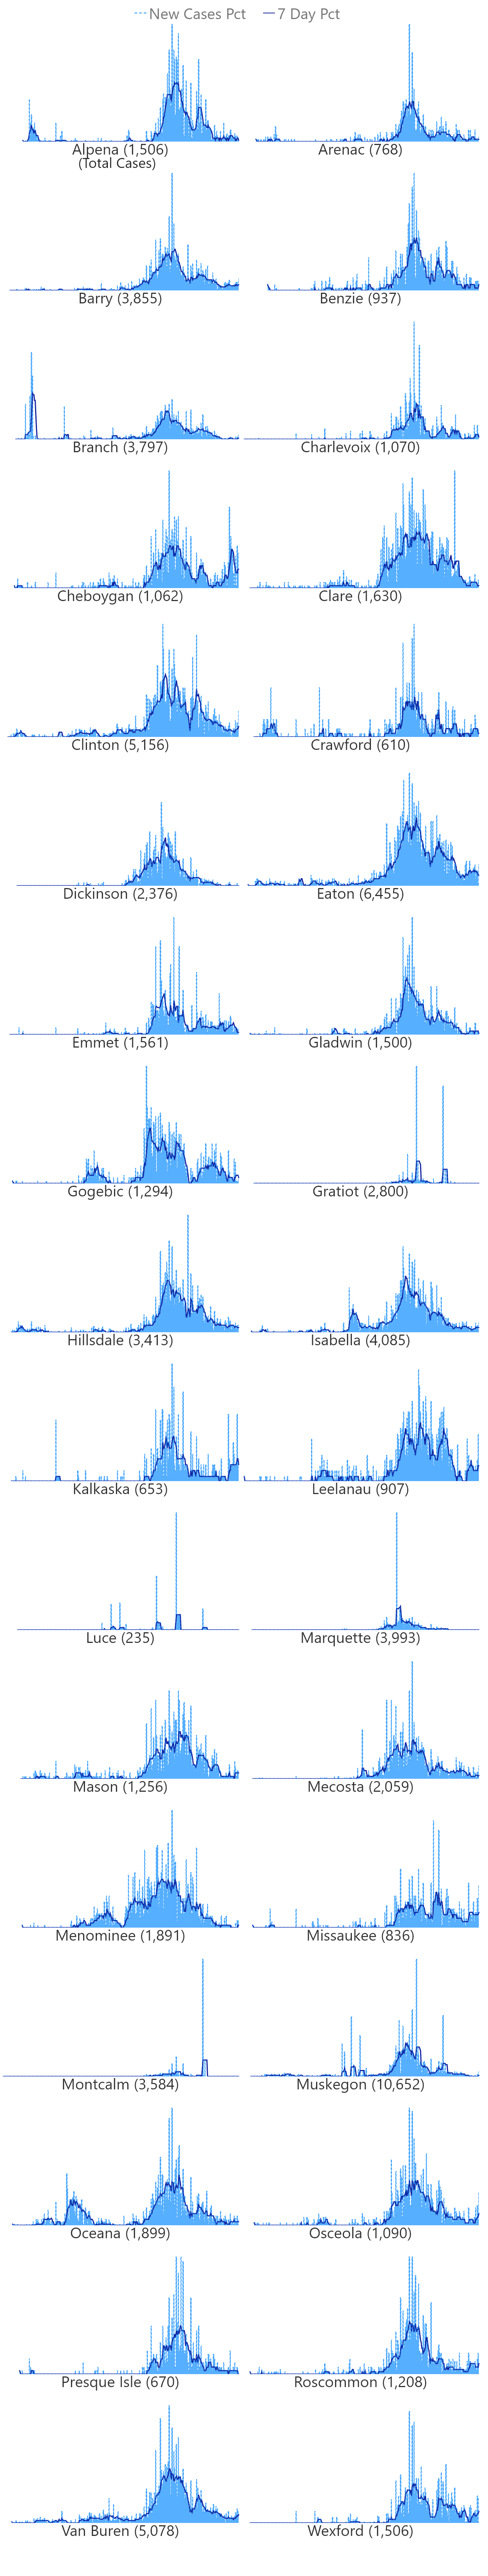 New Cases Pct 7 Day Pct
Alpena (1,506) Arenac (768)
(Total Cases)
Barry (3,855) Benzie (937)
Branch (3,797) Charlevoix (1,070)
Cheboygan (1,062) Clare (1,630)
Clinton (5,156) Crawford (610)
Dickinson (2,376) Eaton (6,455)
Emmet (1,561) Gladwin (1,500)
Gogebic (1,294) Gratiot (2,800)
Hillsdale (3,413) Isabella (4,085)
Kalkaska (653) Leelanau (907)
Luce (235) Marquette (3,993)
Mason (1,256) Mecosta (2,059)
Menominee (1,891) Missaukee (836)
Montcalm (3,584) Muskegon (10,652)
Oceana (1,899) Osceola (1,090)
Presque Isle (670) Roscommon (1,208)
Van Buren (5,078) Wexford (1,506)